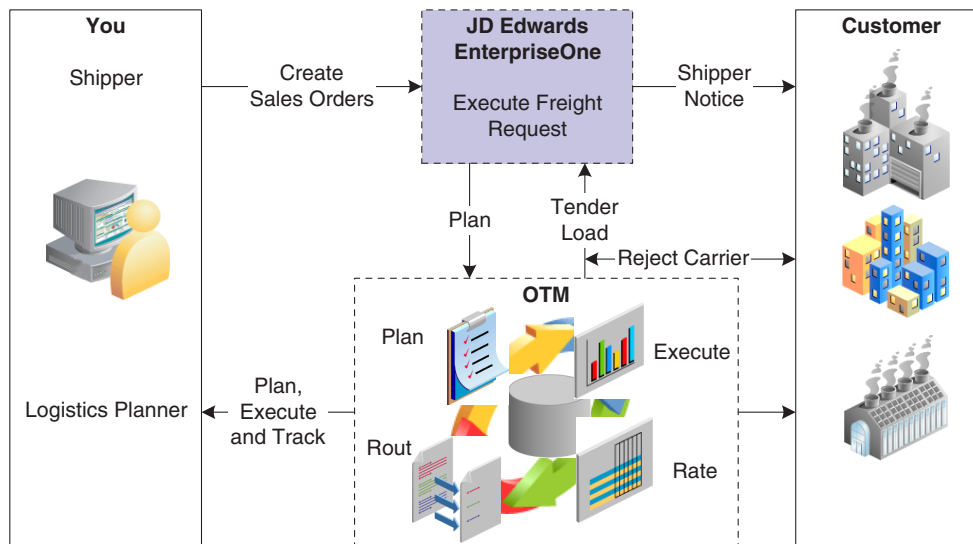 You
Shipper
Logistics Planner
Create
Sales Orders
JD Edwards
EnterpriseOne
Execute Freight
Request
Shipper
Notice
Customer
Plan
Tender
Load
Reject Carrier
OTM
Plan
Execute
Rout
Rate
Plan,
Execute
and Track